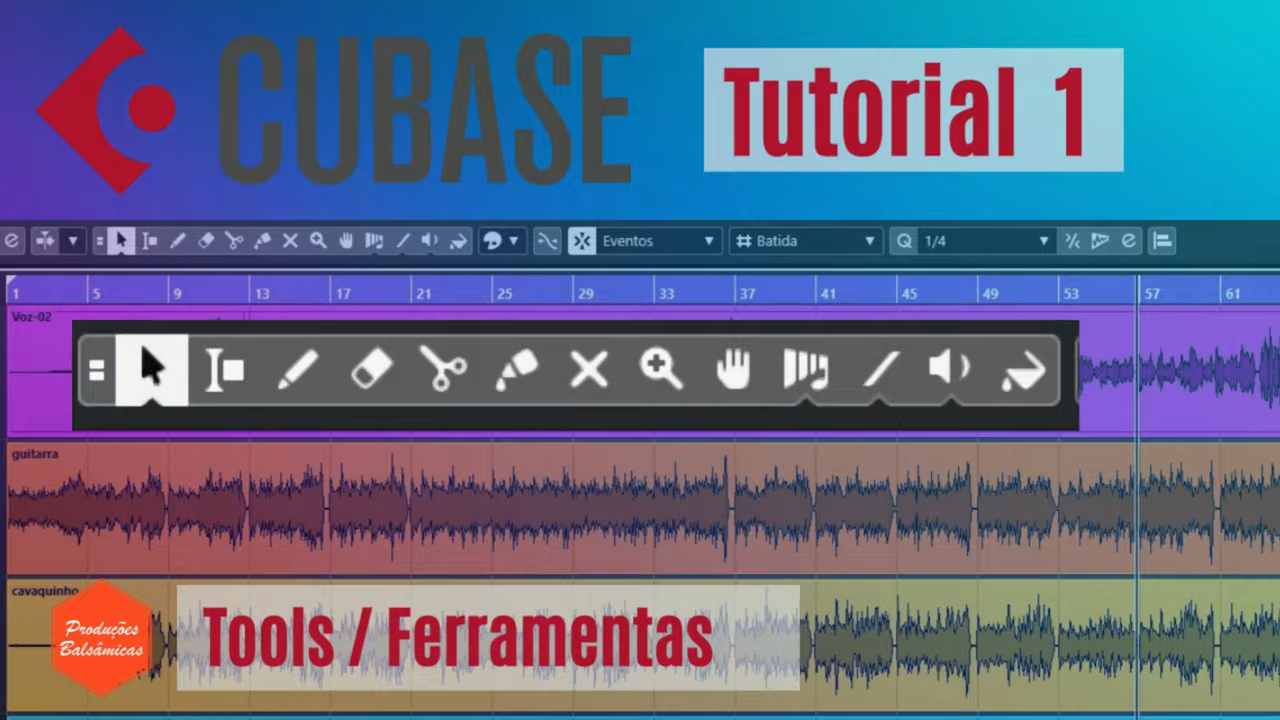 CUBASE
Tutorial 1
Eventos
Batida
Q 1/4
1 5 9 13 17 21 25 29 33 37 41 45 49 53 57 61
Voz-02
guitarra
cavaquinho
Produções
Balsâmicas
Tools / Ferramentas